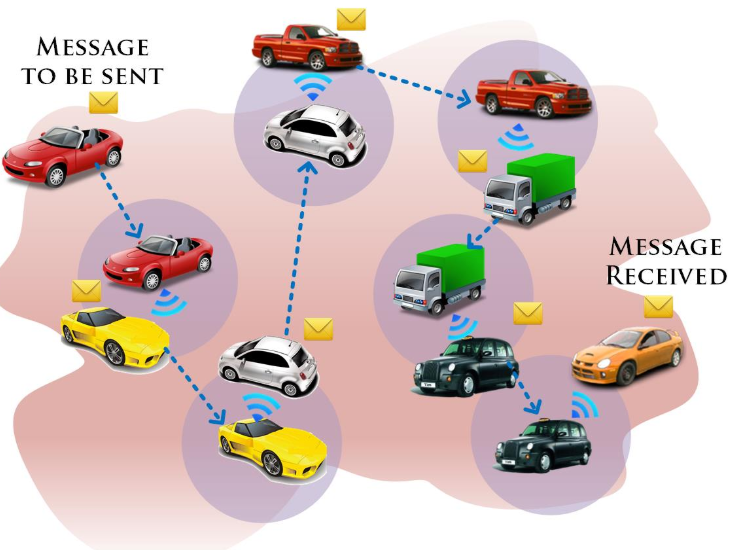 MESSAGE
TO BE SENT
MESSAGE
RECEIVED